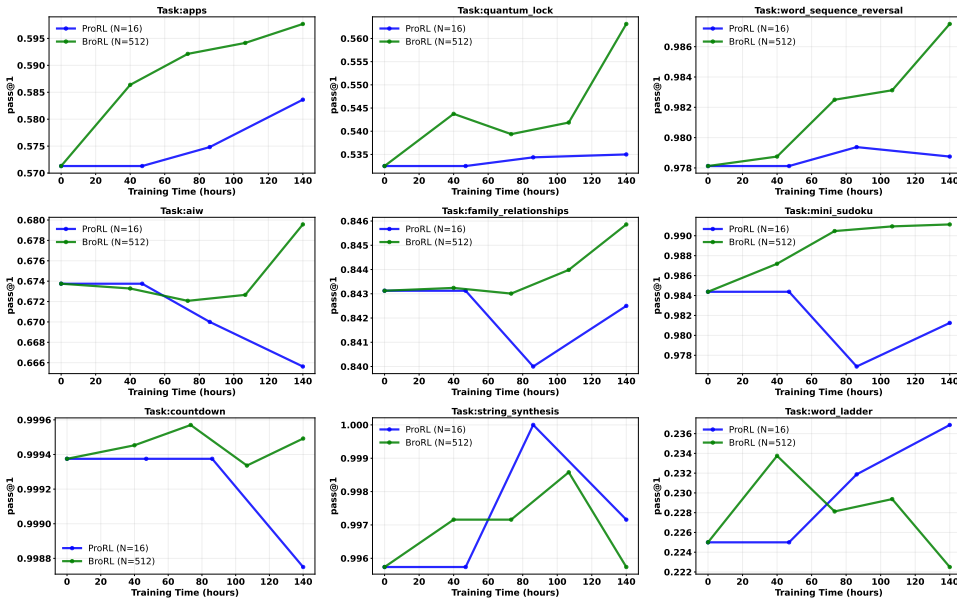 Task:apps
pass@1
0.595
0.590
0.585
0.580
0.575
0.570
ProRL (N=16)
BroRL (N=512)
0 20 40 60 80 100 120 140
Training Time (hours)
Task:quantum_lock
pass@1
0.560
0.555
0.550
0.545
0.540
0.535
ProRL (N=16)
BroRL (N=512)
0 20 40 60 80 100 120 140
Training Time (hours)
Task:word_sequence_reversal
pass@1
0.986
0.984
0.982
0.980
0.978
ProRL (N=16)
BroRL (N=512)
0 20 40 60 80 100 120 140
Training Time (hours)
Task:aiw
pass@1
0.680
0.678
0.676
0.674
0.672
0.670
0.668
0.666
ProRL (N=16)
BroRL (N=512)
0 20 40 60 80 100 120 140
Training Time (hours)
Task:family_relationships
pass@1
0.846
0.845
0.844
0.843
0.842
0.841
0.840
ProRL (N=16)
BroRL (N=512)
0 20 40 60 80 100 120 140
Training Time (hours)
Task:mini_sudoku
pass@1
0.990
0.988
0.986
0.984
0.982
0.980
0.978
ProRL (N=16)
BroRL (N=512)
0 20 40 60 80 100 120 140
Training Time (hours)
Task:countdown
pass@1
0.9996
0.9994
0.9992
0.9990
0.9988
ProRL (N=16)
BroRL (N=512)
0 20 40 60 80 100 120 140
Training Time (hours)
Task:string_synthesis
pass@1
1.000
0.999
0.998
0.997
0.996
ProRL (N=16)
BroRL (N=512)
0 20 40 60 80 100 120 140
Training Time (hours)
Task:word_ladder
pass@1
0.236
0.234
0.232
0.230
0.228
0.226
0.224
0.222
ProRL (N=16)
BroRL (N=512)
0 20 40 60 80 100 120 140
Training Time (hours)